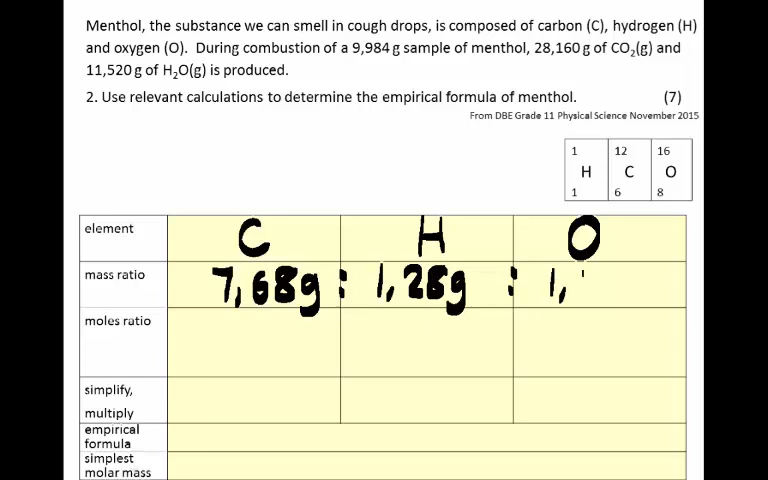 Menthol, the substance we can smell in cough drops, is composed of carbon (C), hydrogen (H)
and oxygen (O). During combustion of a 9,984 g sample of menthol, 28,160 g of CO₂(g) and
11,520 g of H₂O(g) is produced.
2. Use relevant calculations to determine the empirical formula of menthol. (7)
From DBE Grade 11 Physical Science November 2015
1 12 16
H C O
1 6 8
element C H O
mass ratio 7,68g : 1,28g : 1,
moles ratio
simplify,
multiply
empirical
formula
simplest
molar mass